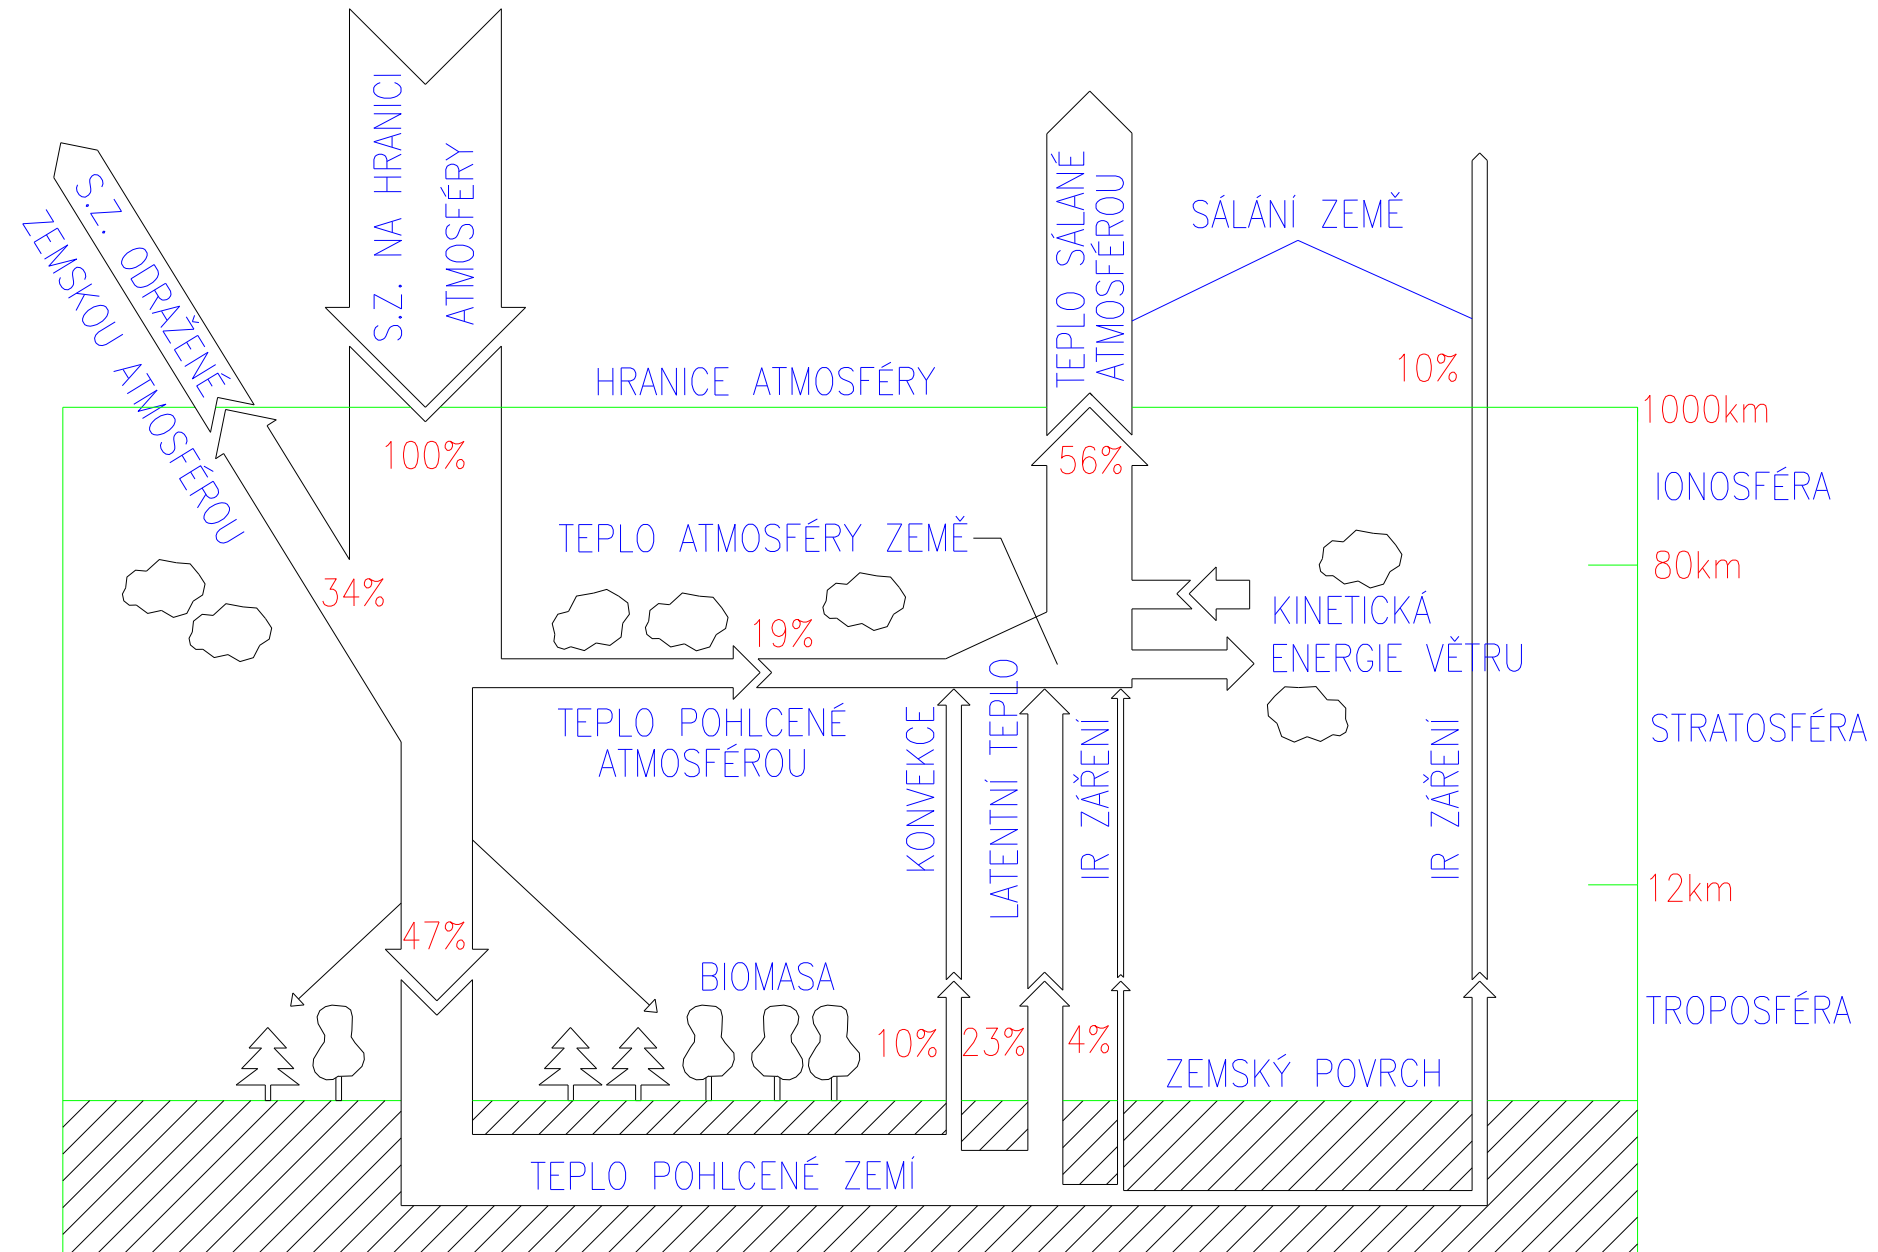 S.Z. NA HRANICI
ATMOSFÉRY
S.Z. ODRAŽENÉ
ZEMSKOU ATMOSFÉROU
TEPLO SÁLANÉ
ATMOSFÉROU
SÁLÁNÍ ZEMĚ
10%
HRANICE ATMOSFÉRY
1000km
100%
56%
IONOSFÉRA
TEPLO ATMOSFÉRY ZEMĚ
80km
34%
19%
KINETICKÁ
ENERGIE VĚTRU
TEPLO POHLCENÉ
ATMOSFÉROU
KONVEKCE
LATENTNÍ TEPLO
IR ZÁŘENÍ
IR ZÁŘENÍ
STRATOSFÉRA
12km
47%
BIOMASA
TROPOSFÉRA
10%
23%
4%
ZEMSKÝ POVRCH
TEPLO POHLCENÉ ZEMÍ